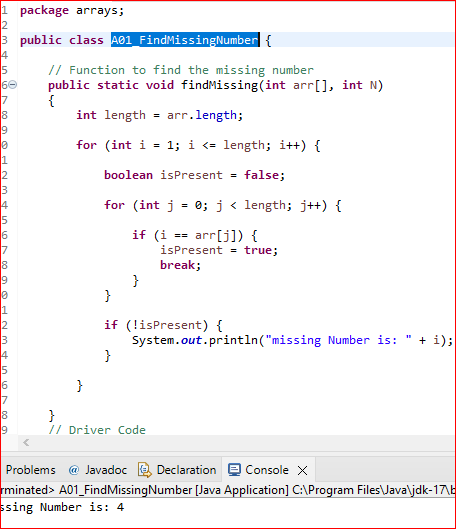 1 package arrays;
2
3 public class A01_FindMissingNumber {
4
5 // Function to find the missing number
6 public static void findMissing(int arr[], int N)
7 {
8 int length = arr.length;
9
0 for (int i = 1; i <= length; i++) {
1
2 boolean isPresent = false;
3
4 for (int j = 0; j < length; j++) {
5
6 if (i == arr[j]) {
7 isPresent = true;
8 break;
9 }
0 }
1
2 if (!isPresent) {
3 System.out.println("missing Number is: " + i);
4 }
5
6 }
7
8 }
9 // Driver Code
Problems @ Javadoc Declaration Console
rminated> A01_FindMissingNumber [Java Application] C:\Program Files\Java\jdk-17\b
ssing Number is: 4